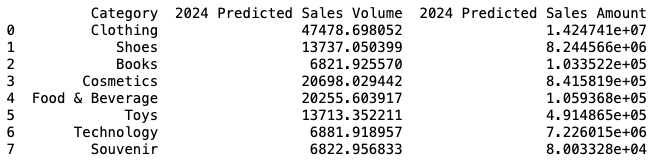 Category 2024 Predicted Sales Volume 2024 Predicted Sales Amount
0 Clothing 47478.698052 1.424741e+07
1 Shoes 13737.050399 8.244566e+06
2 Books 6821.925570 1.033522e+05
3 Cosmetics 20698.029442 8.415819e+05
4 Food & Beverage 20255.603917 1.059368e+05
5 Toys 13713.352211 4.914865e+05
6 Technology 6881.918957 7.226015e+06
7 Souvenir 6822.956833 8.003328e+04